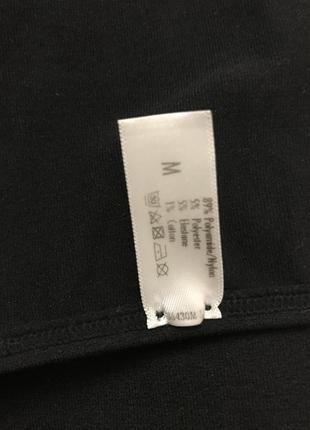 M
89% Polyamide/Nylon
5% Polyester
5% Elastane
1% Cotton